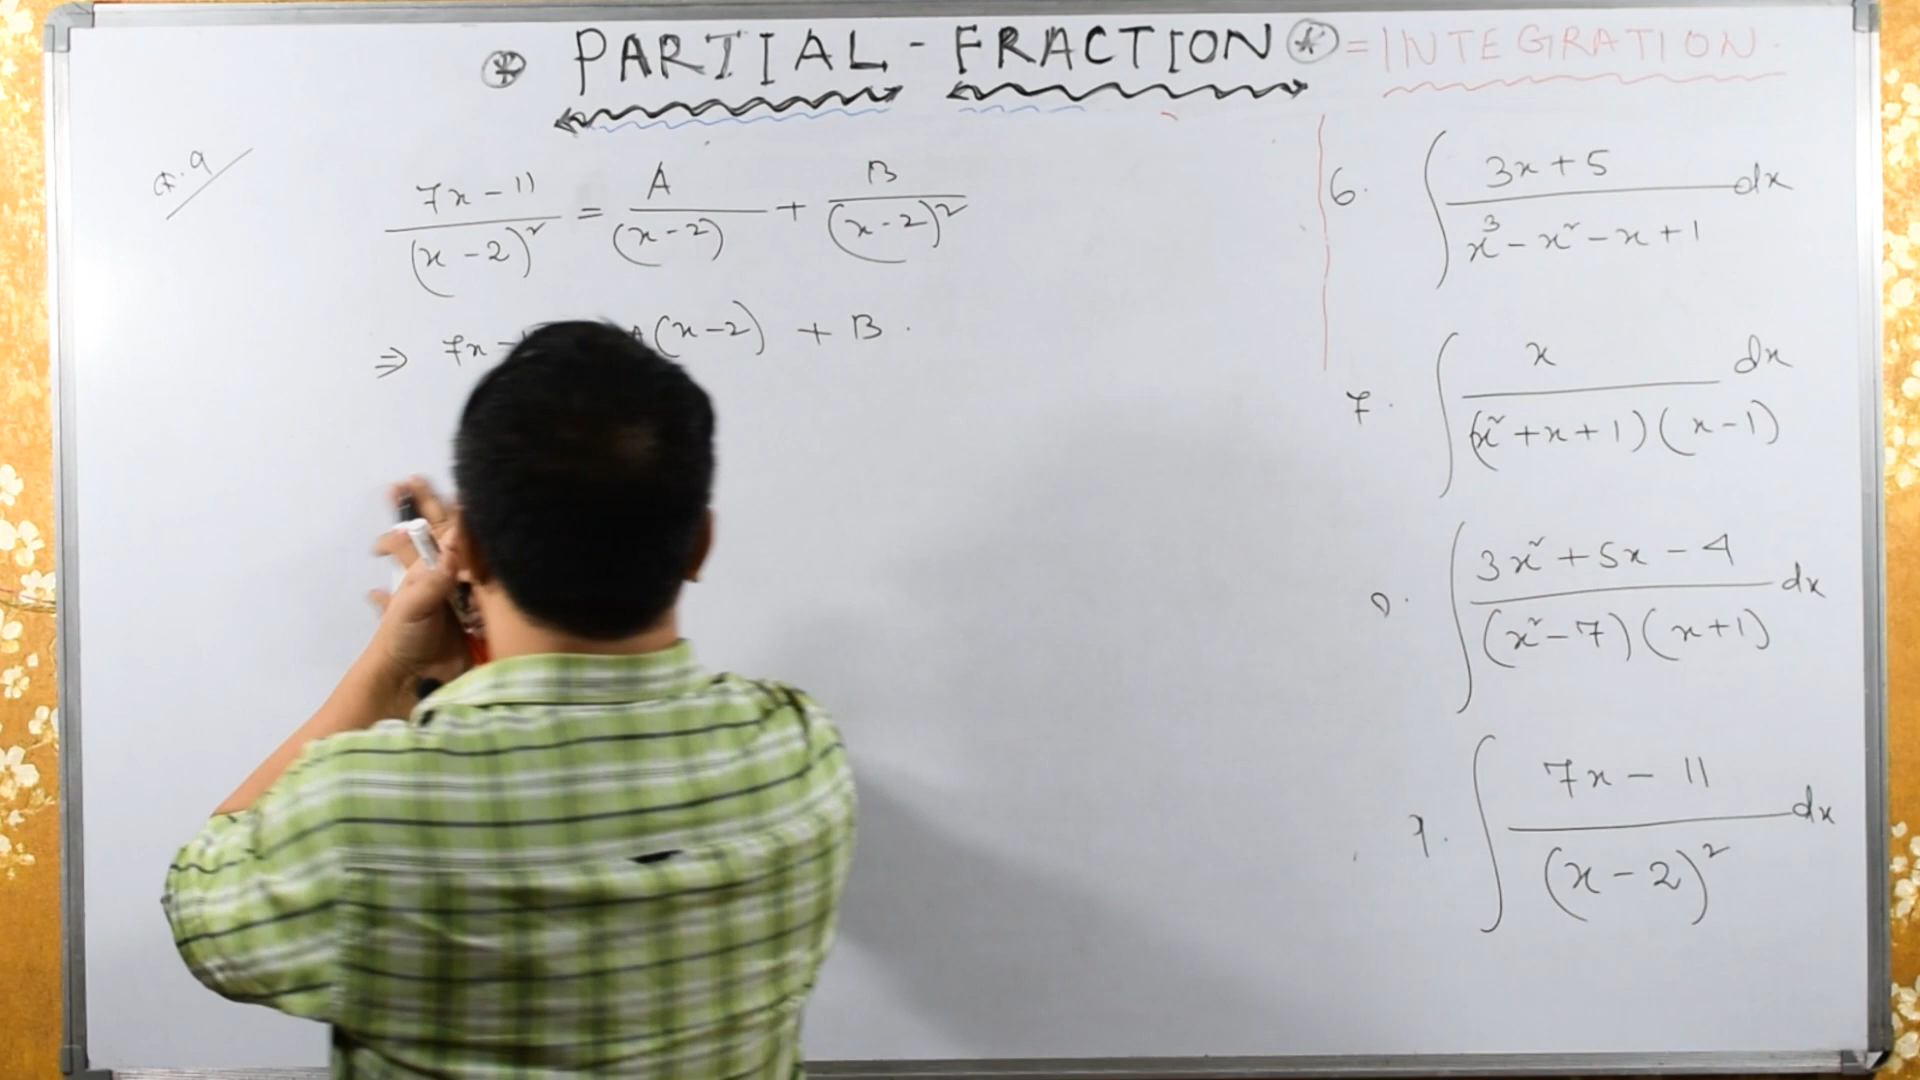 * PARTIAL - FRACTION * = INTEGRATION.
Q.9
7x - 11 / (x - 2)² = A / (x - 2) + B / (x - 2)²
⇒ 7x - A(x - 2) + B.
6. ∫ 3x + 5 / x³ - x² - x + 1 dx
7. ∫ x dx / (x² + x + 1)(x - 1)
∫ 3x² + 5x - 4 / (x² - 7)(x + 1) dx
9. ∫ 7x - 11 / (x - 2)² dx